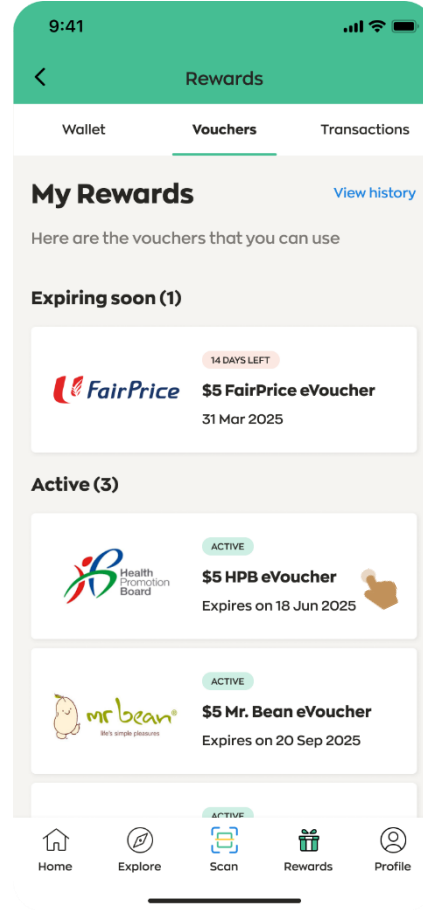 9:41
Rewards
Wallet Vouchers Transactions
My Rewards View history
Here are the vouchers that you can use
Expiring soon (1)
14 DAYS LEFT
FairPrice
$5 FairPrice eVoucher
31 Mar 2025
Active (3)
ACTIVE
Health
Promotion
Board
$5 HPB eVoucher
Expires on 18 Jun 2025
ACTIVE
mr bean®
life's simple pleasures
$5 Mr. Bean eVoucher
Expires on 20 Sep 2025
ACTIVE
Home Explore Scan Rewards Profile